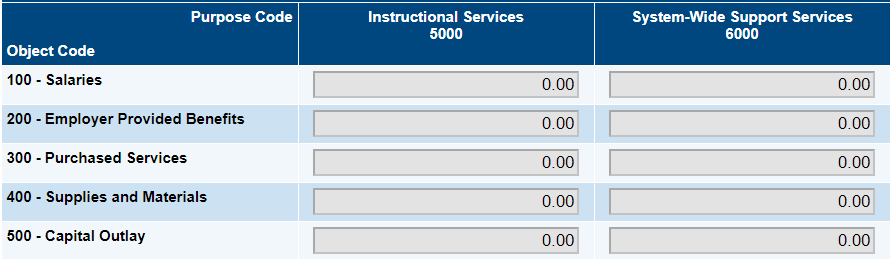 Purpose Code
Instructional Services
5000
System-Wide Support Services
6000
Object Code
100 - Salaries
0.00
0.00
200 - Employer Provided Benefits
0.00
0.00
300 - Purchased Services
0.00
0.00
400 - Supplies and Materials
0.00
0.00
500 - Capital Outlay
0.00
0.00